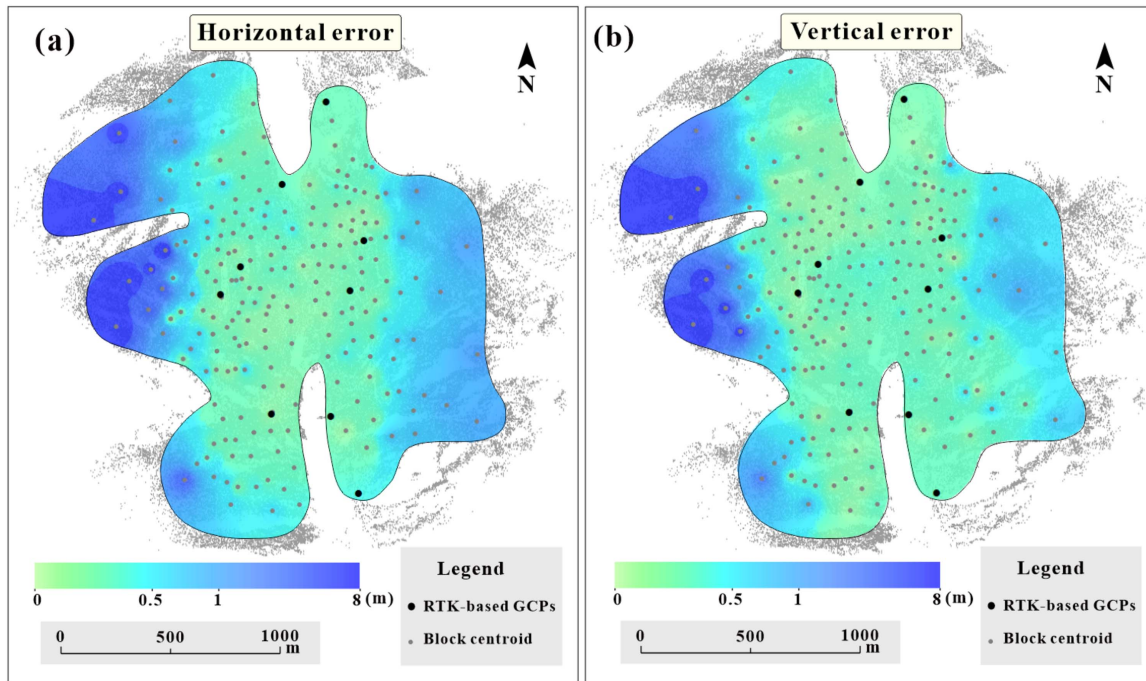 (a)
Horizontal error
N
0 0.5 1 8 (m)
0 500 1000
m
Legend
RTK-based GCPs
Block centroid
(b)
Vertical error
N
0 0.5 1 8 (m)
0 500 1000
m
Legend
RTK-based GCPs
Block centroid